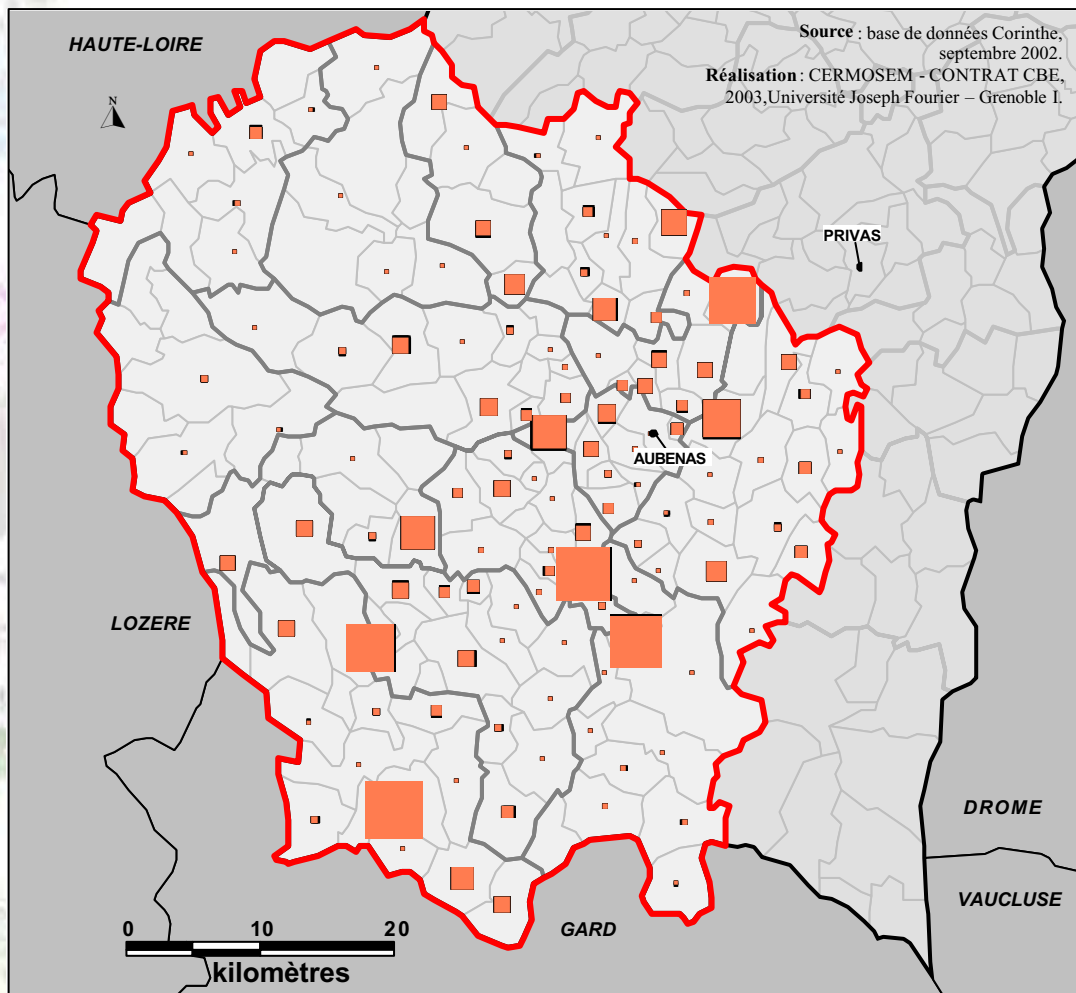 HAUTE-LOIRE
Source : base de données Corinthe,
septembre 2002.
Réalisation : CERMOSEM - CONTRAT CBE,
2003,Université Joseph Fourier – Grenoble I.
N
PRIVAS
AUBENAS
LOZERE
DROME
VAUCLUSE
GARD
0 10 20
kilomètres